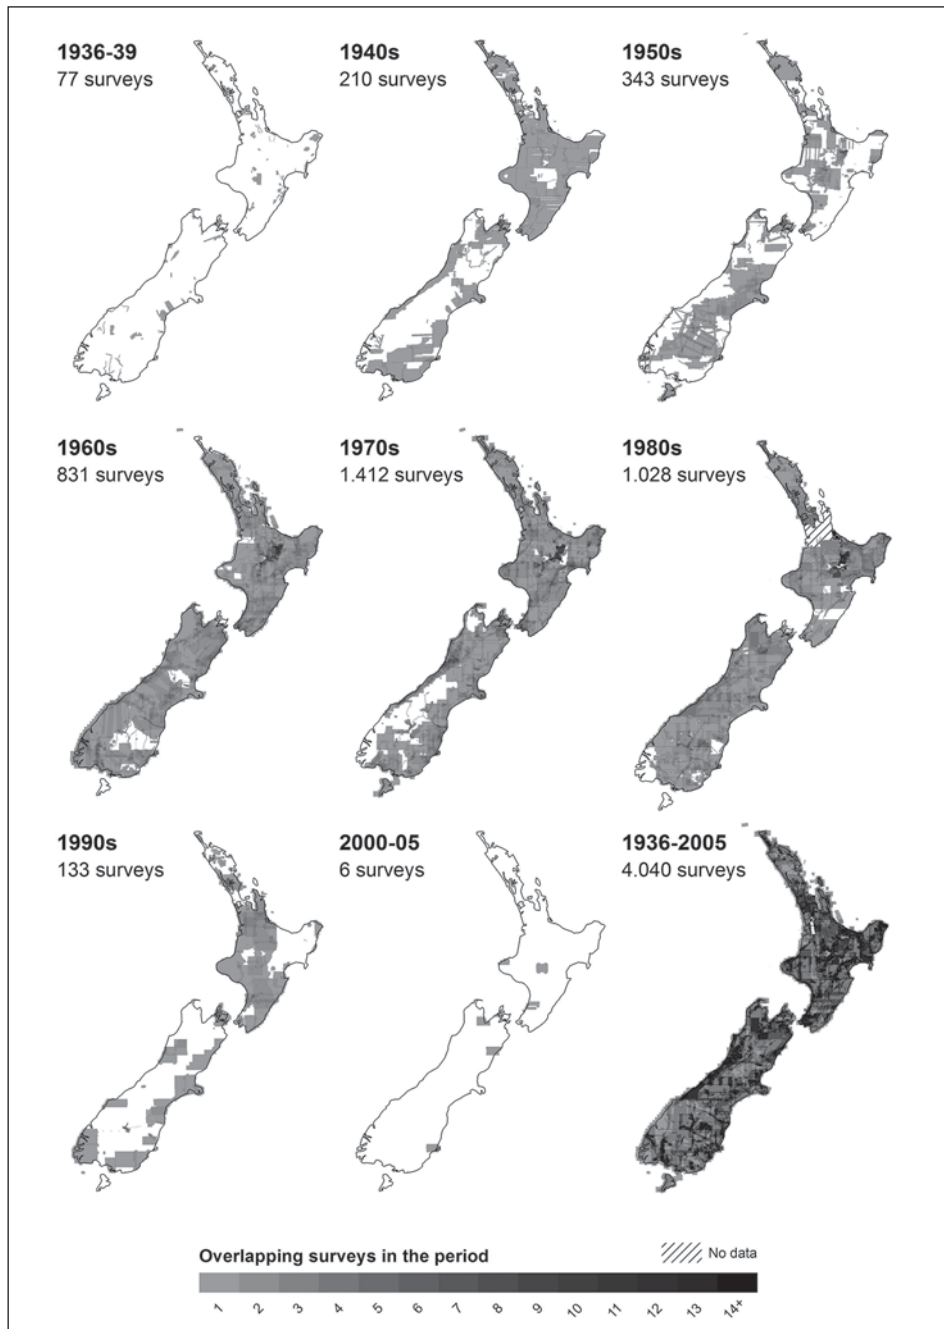 1936-39
77 surveys
1940s
210 surveys
1950s
343 surveys
1960s
831 surveys
1970s
1.412 surveys
1980s
1.028 surveys
1990s
133 surveys
2000-05
6 surveys
1936-2005
4.040 surveys
Overlapping surveys in the period
No data
1 2 3 4 5 6 7 8 9 10 11 12 13 14+